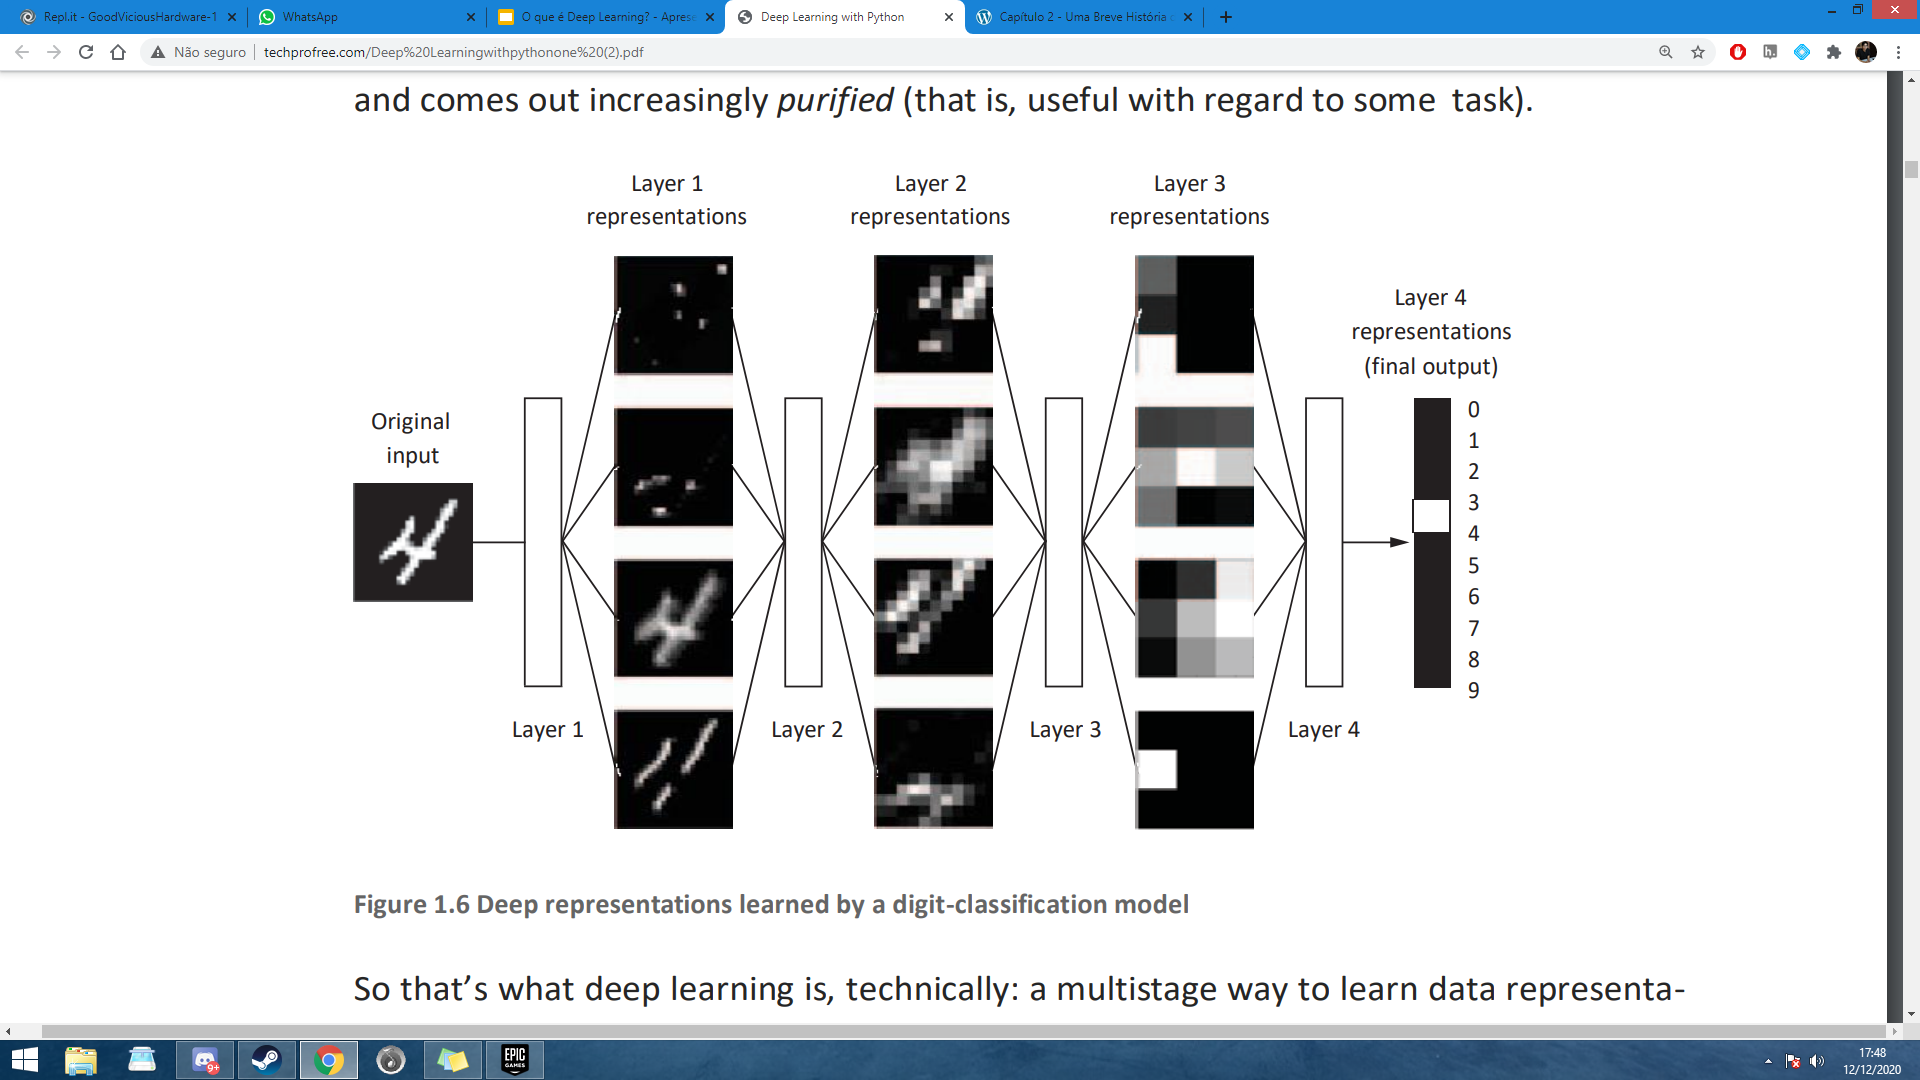 Repl.it - GoodViciousHardware-1
WhatsApp
O que é Deep Learning? - Aprese
Deep Learning with Python
Capítulo 2 - Uma Breve História
Não seguro
techprofree.com/Deep%20Learningwithpythonone%20(2).pdf
and comes out increasingly purified (that is, useful with regard to some task).
Layer 1
representations
Layer 2
representations
Layer 3
representations
Layer 4
representations
(final output)
Original
input
0
1
2
3
4
5
6
7
8
9
Layer 1
Layer 2
Layer 3
Layer 4
Figure 1.6 Deep representations learned by a digit-classification model
So that’s what deep learning is, technically: a multistage way to learn data representa-
9+
EPIC
GAMES
17:48
12/12/2020